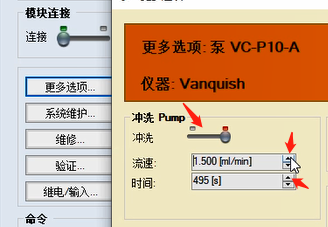 模块连接
连接
更多选项...
系统维护...
维修...
验证...
继电/输入...
命令
更多选项: 泵 VC-P10-A
仪器: Vanquish
冲洗 Pump
冲洗
流速: 1.500 [ml/min]
时间: 495 [s]